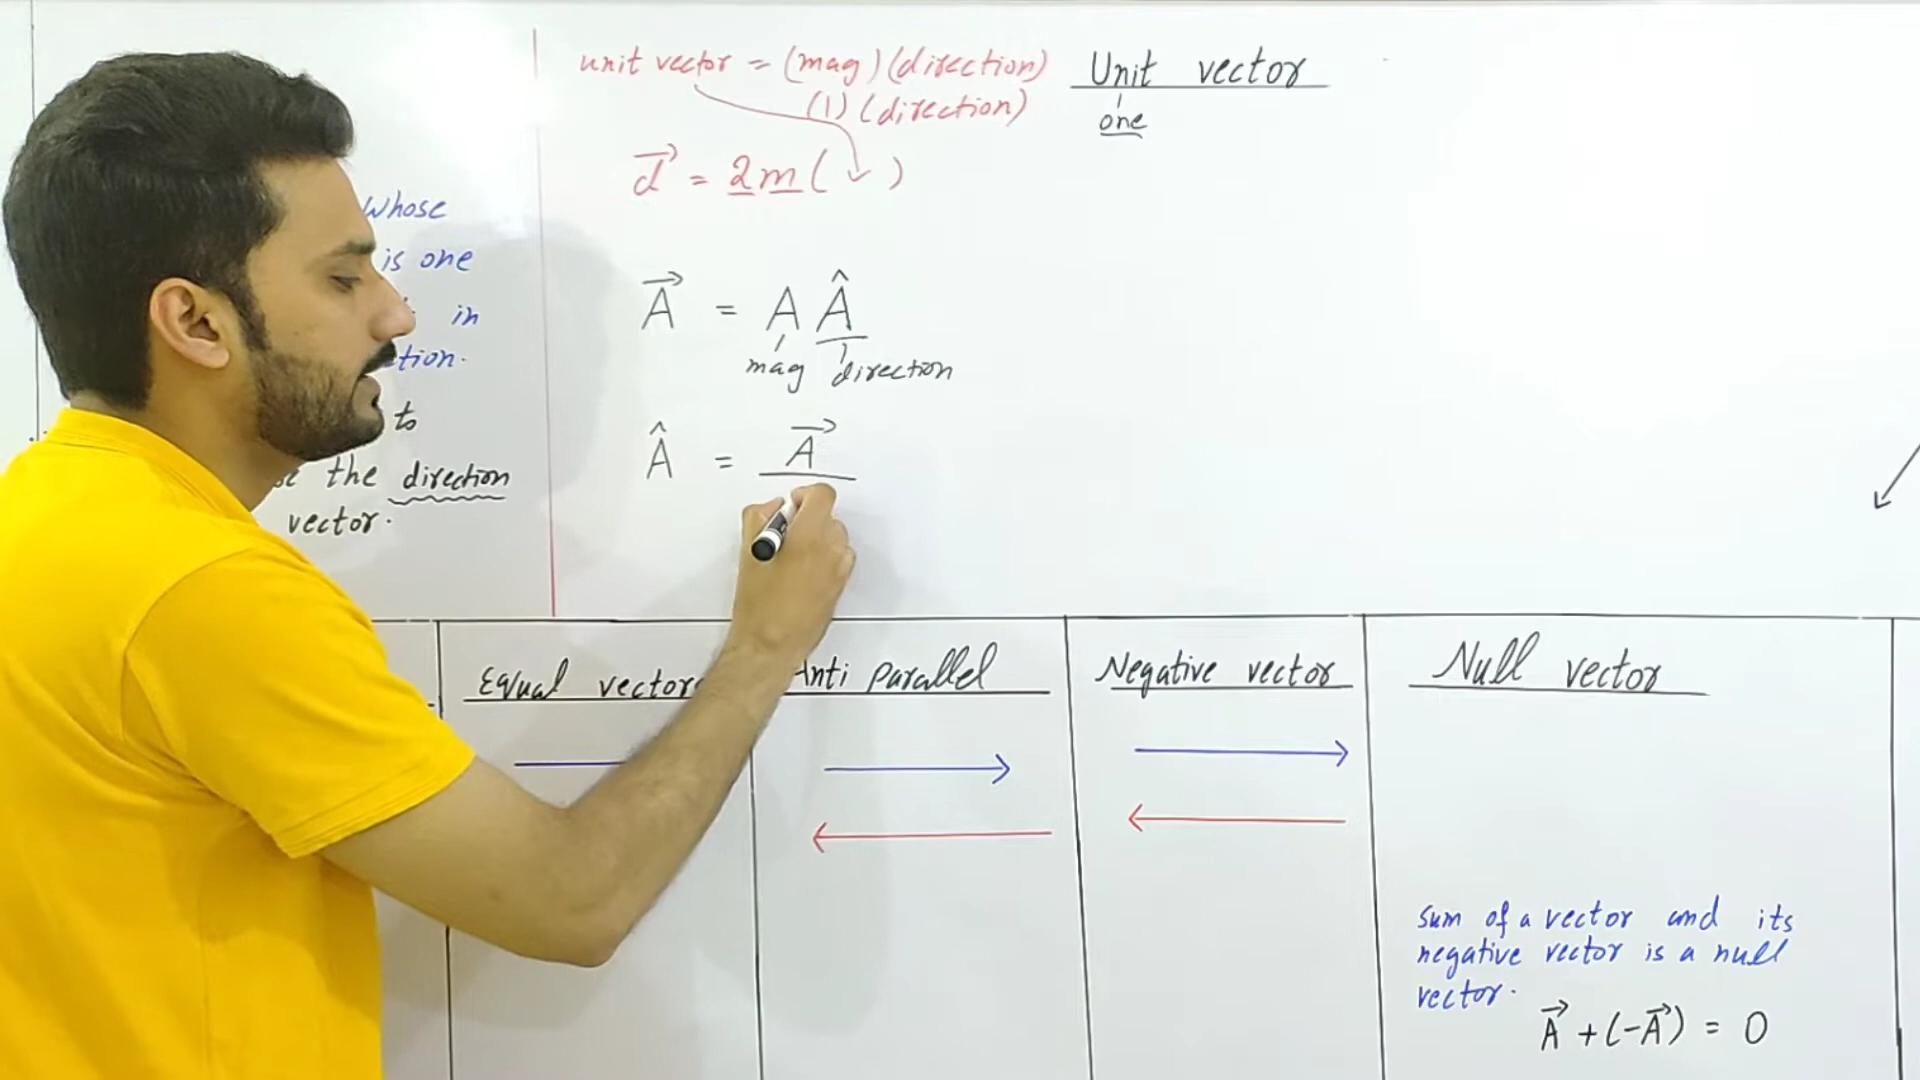 unit vector = (mag) (direction)
(1) (direction)
d⃗ = 2m ( )
Unit vector
one
Whose
is one
in
to
the direction
vector.
A⃗ = A Â
mag direction
Â = A⃗
Equal vectors
Anti parallel
Negative vector
Null vector
sum of a vector and its
negative vector is a null
vector.
A⃗ + (-A⃗) = 0